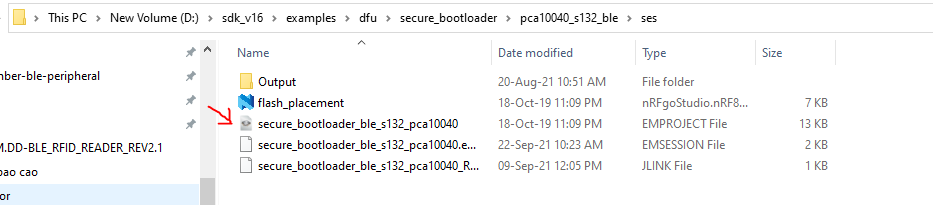 This PC > New Volume (D:) > sdk_v16 > examples > dfu > secure_bootloader > pca10040_s132_ble > ses
Name Date modified Type Size
nber-ble-peripheral
Output 20-Aug-21 10:51 AM File folder
flash_placement 18-Oct-19 11:09 PM nRFgoStudio.nRF8... 7 KB
secure_bootloader_ble_s132_pca10040 18-Oct-19 11:09 PM EMPROJECT File 13 KB
M.DD-BLE_RFID_READER_REV2.1 secure_bootloader_ble_s132_pca10040.e... 22-Sep-21 10:23 AM EMSESSION File 2 KB
bao cao secure_bootloader_ble_s132_pca10040_R... 09-Sep-21 12:05 AM JLINK File 15 KB
or